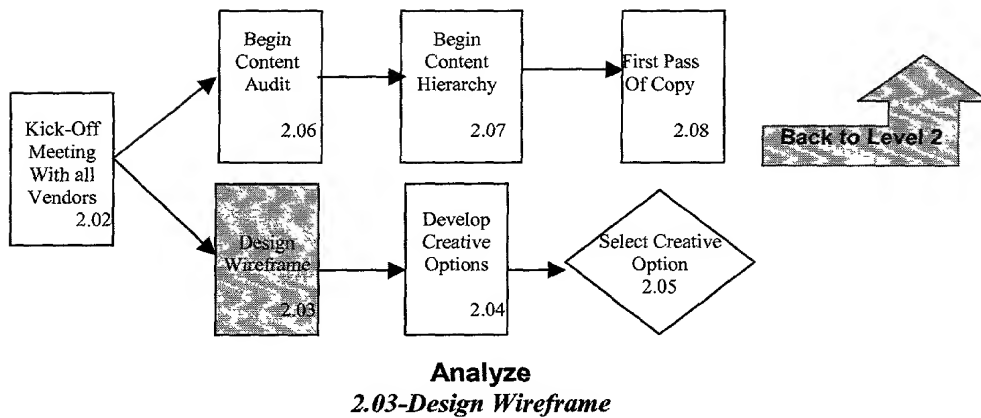 Kick-Off
Meeting
With all
Vendors
2.02
Begin
Content
Audit
2.06
Begin
Content
Hierarchy
2.07
First Pass
Of Copy
2.08
Back to Level 2
Design
Wireframe
2.03
Develop
Creative
Options
2.04
Select Creative
Option
2.05
Analyze
2.03-Design Wireframe